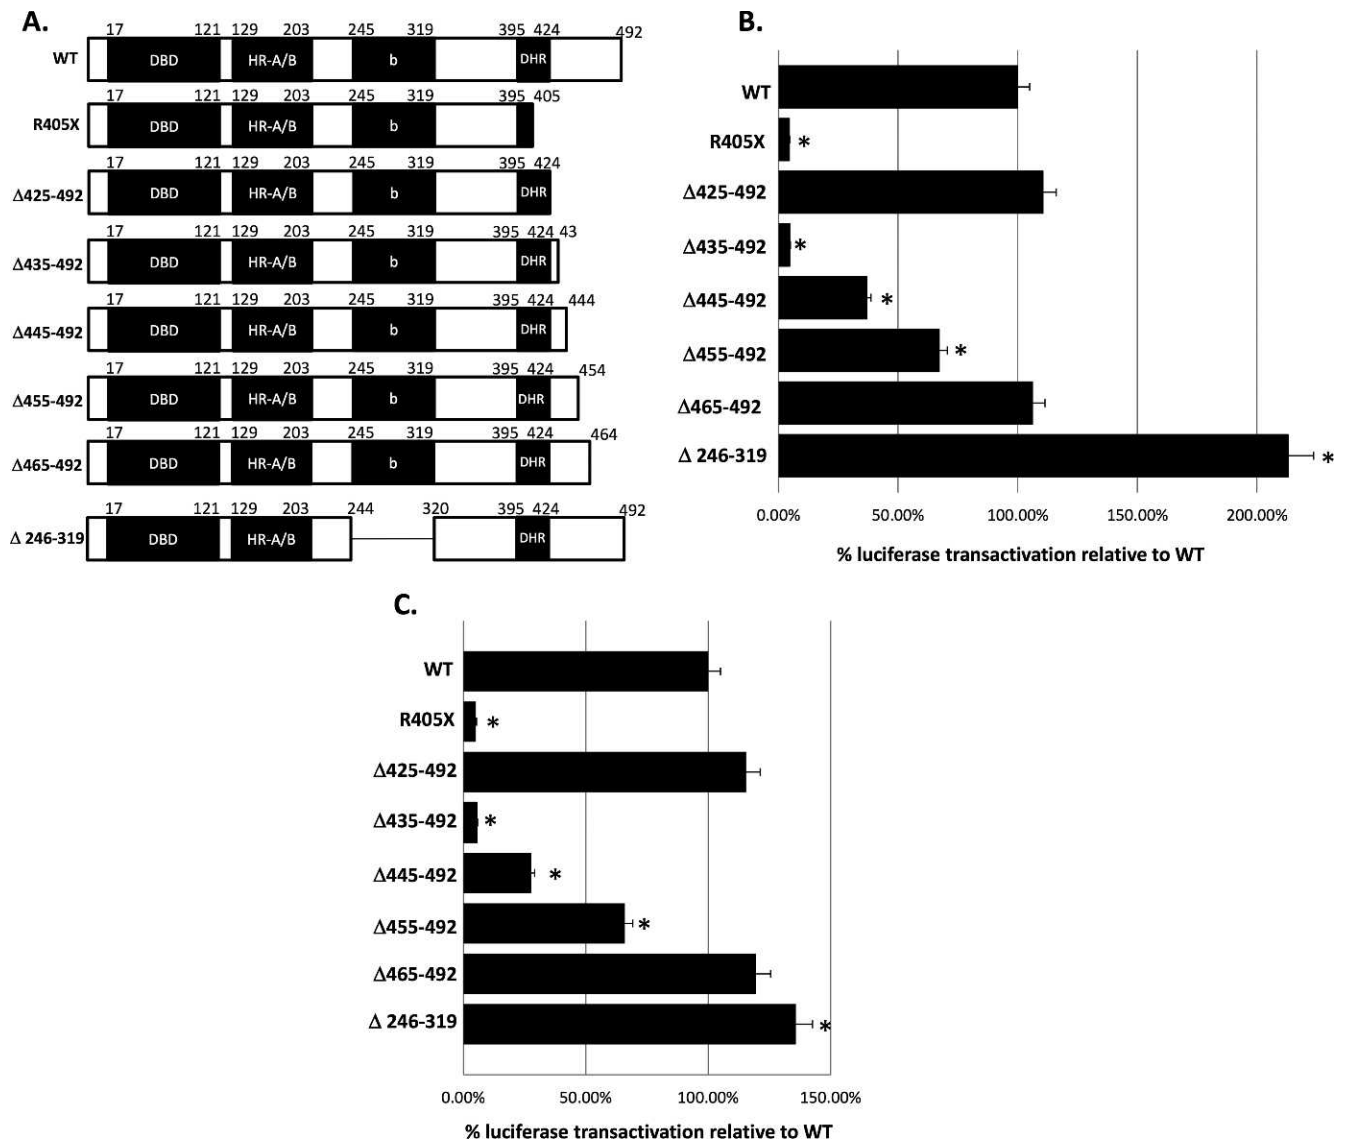 A.
17 121 129 203 245 319 395 424 492
WT DBD HR-A/B b DHR
17 121 129 203 245 319 395 405
R405X DBD HR-A/B b
17 121 129 203 245 319 395 424
Δ425-492 DBD HR-A/B b DHR
17 121 129 203 245 319 395 424 43
Δ435-492 DBD HR-A/B b DHR
17 121 129 203 245 319 395 424 444
Δ445-492 DBD HR-A/B b DHR
17 121 129 203 245 319 395 424 454
Δ455-492 DBD HR-A/B b DHR
17 121 129 203 245 319 395 424 464
Δ465-492 DBD HR-A/B b DHR
17 121 129 203 244 320 395 424 492
Δ 246-319 DBD HR-A/B DHR
B.
WT
R405X *
Δ425-492
Δ435-492 *
Δ445-492 *
Δ455-492 *
Δ465-492
Δ 246-319 *
0.00% 50.00% 100.00% 150.00% 200.00%
% luciferase transactivation relative to WT
C.
WT
R405X *
Δ425-492
Δ435-492 *
Δ445-492 *
Δ455-492 *
Δ465-492
Δ 246-319 *
0.00% 50.00% 100.00% 150.00%
% luciferase transactivation relative to WT